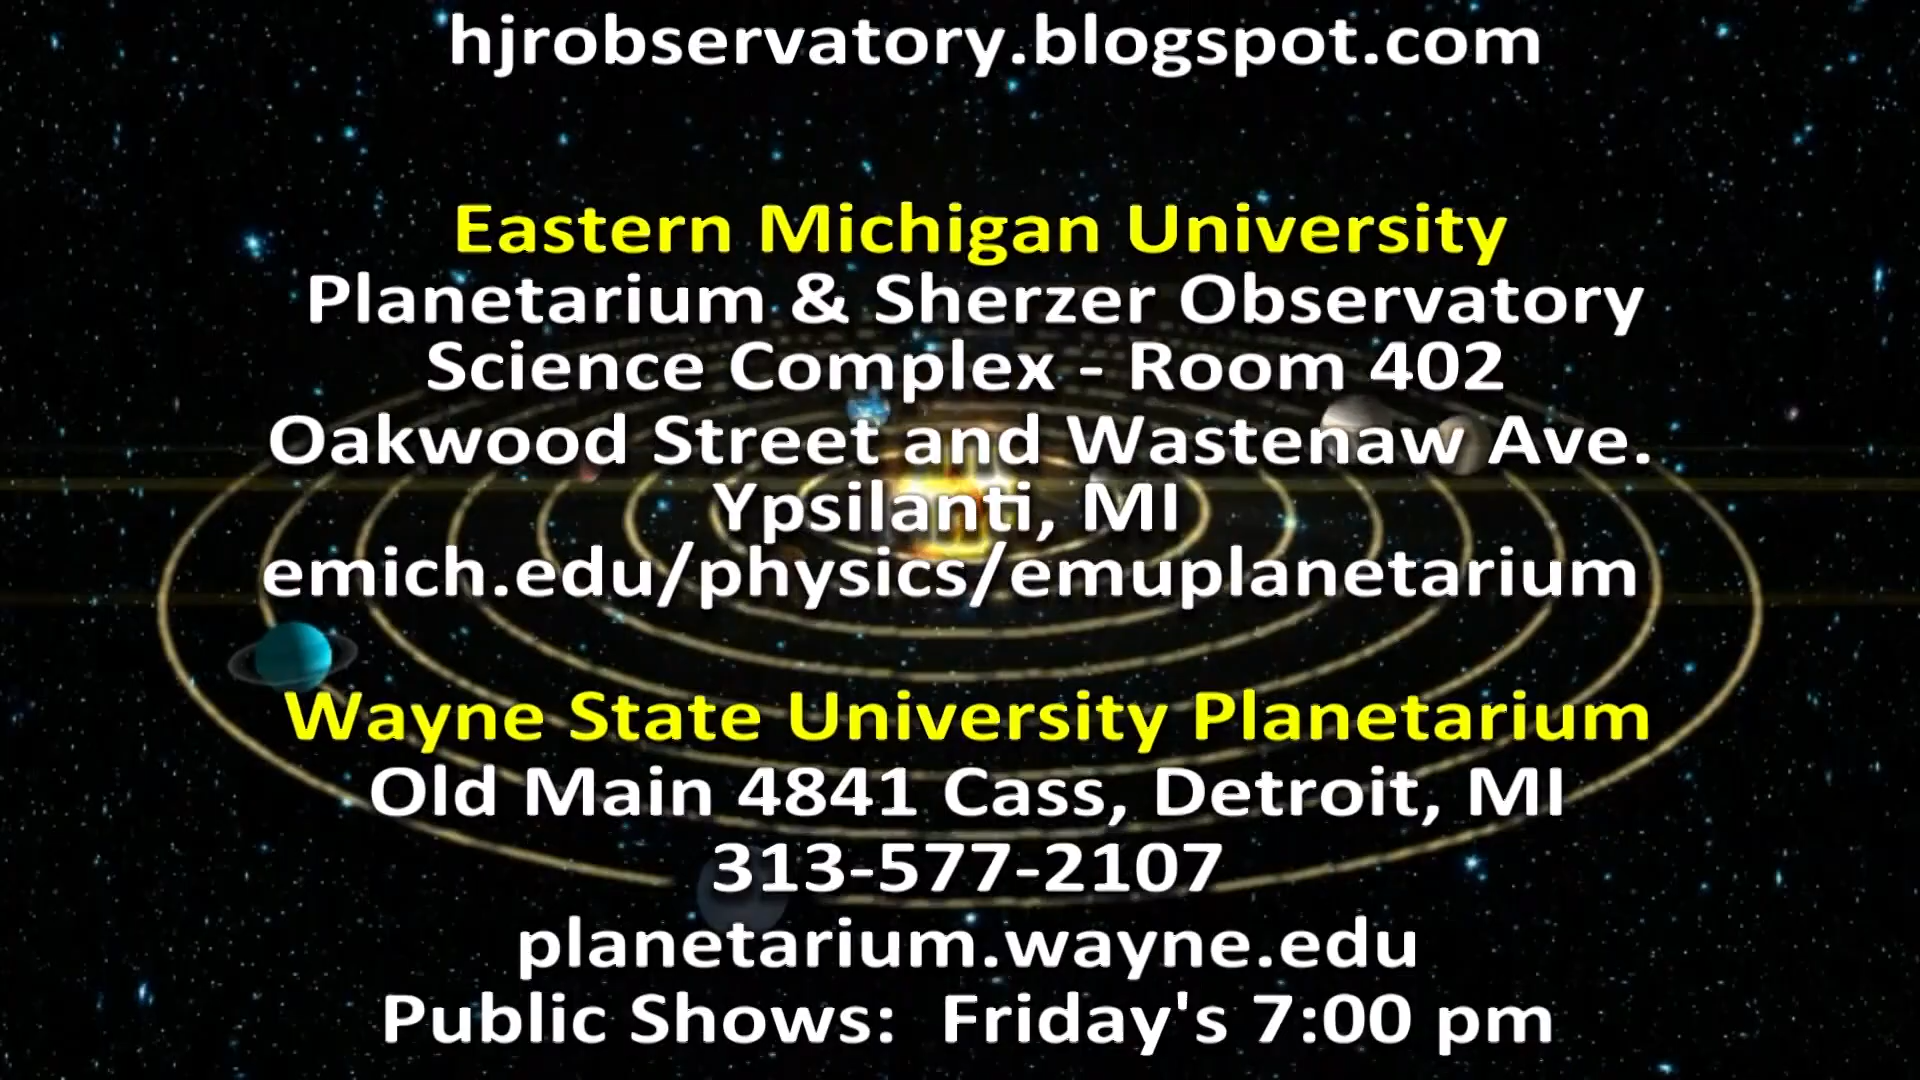 hjrobservatory.blogspot.com
Eastern Michigan University
Planetarium & Sherzer Observatory
Science Complex - Room 402
Oakwood Street and Wastenaw Ave.
Ypsilanti, MI
emich.edu/physics/emuplanetarium
Wayne State University Planetarium
Old Main 4841 Cass, Detroit, MI
313-577-2107
planetarium.wayne.edu
Public Shows:  Friday's 7:00 pm